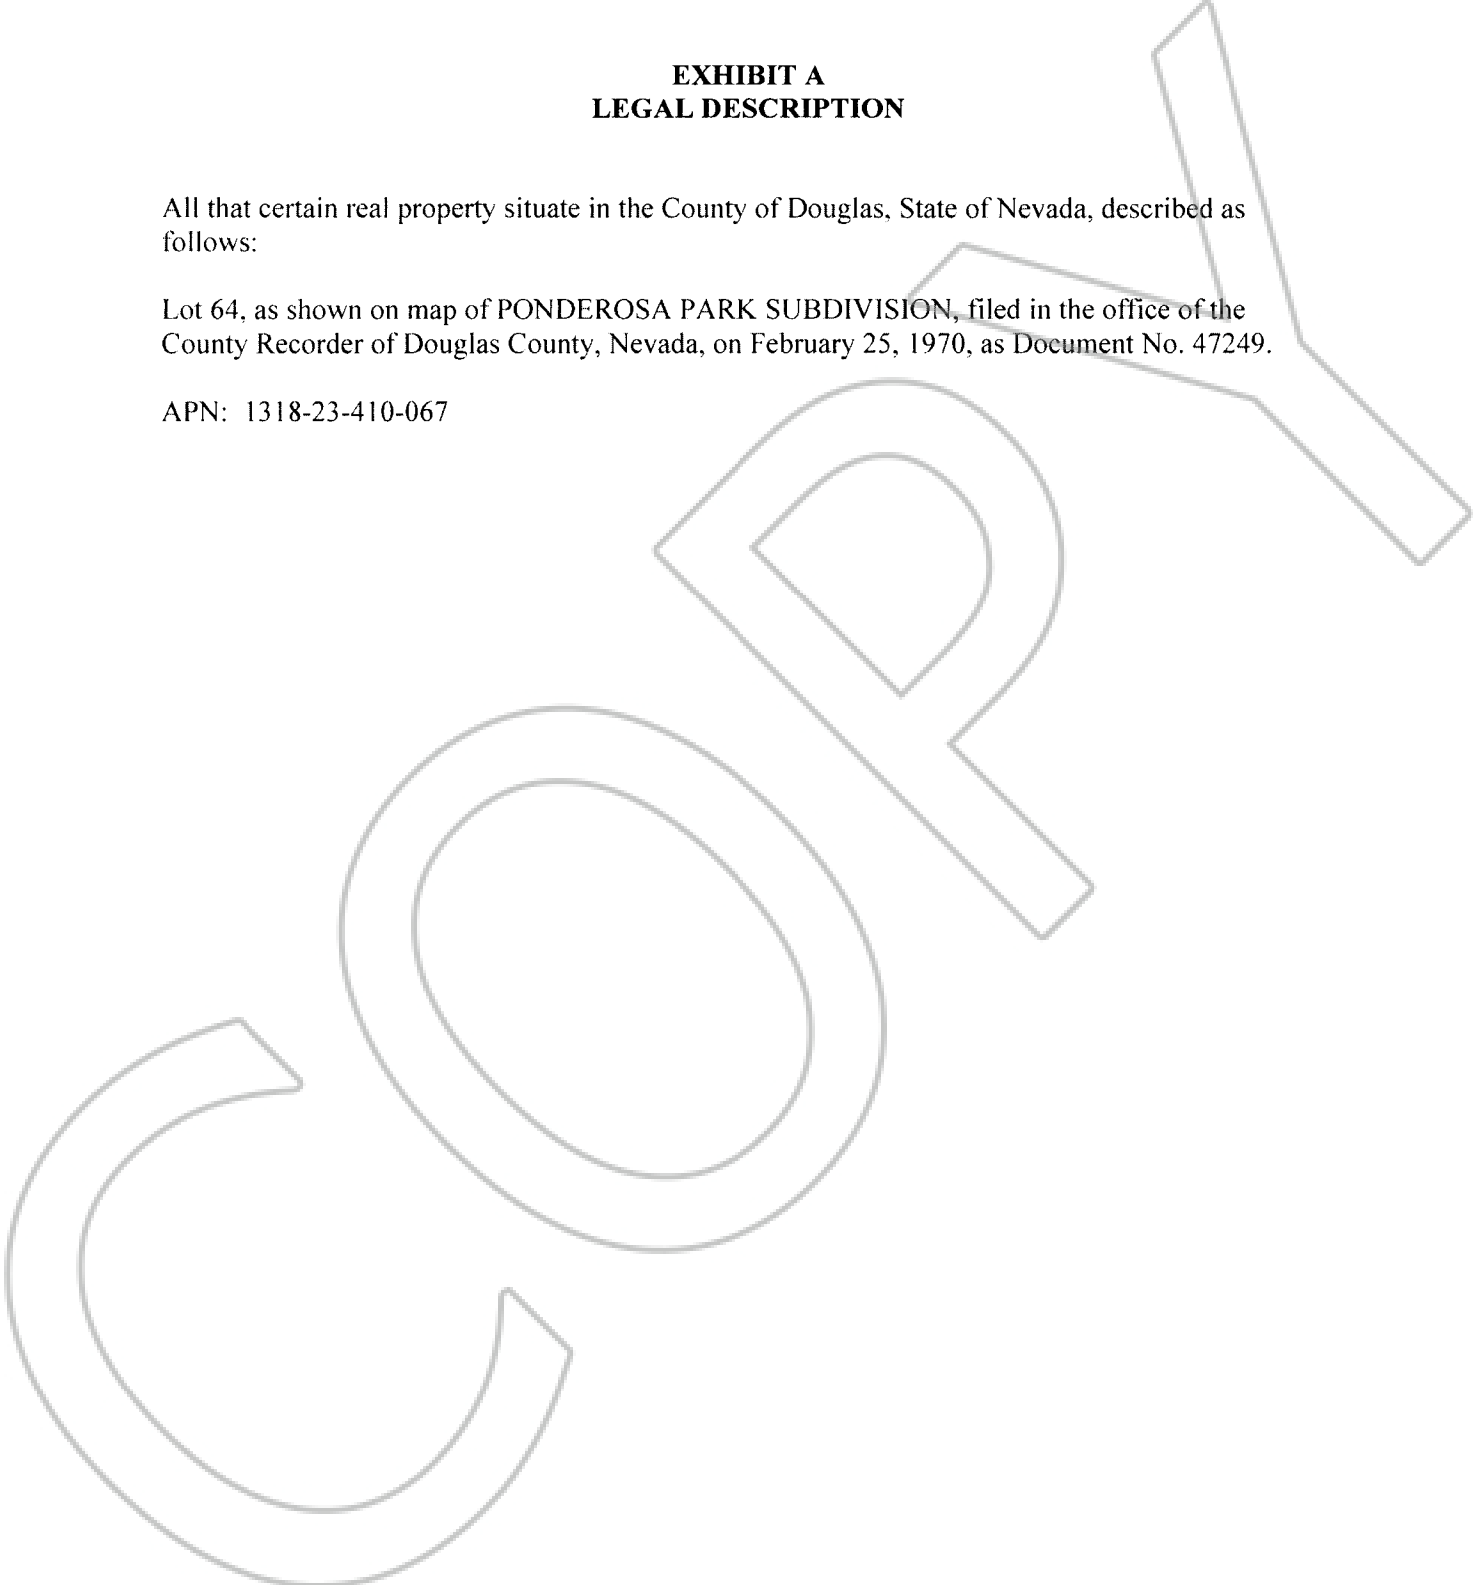 EXHIBIT A
LEGAL DESCRIPTION
All that certain real property situate in the County of Douglas, State of Nevada, described as
follows:
Lot 64, as shown on map of PONDEROSA PARK SUBDIVISION, filed in the office of the
County Recorder of Douglas County, Nevada, on February 25, 1970, as Document No. 47249.
APN: 1318-23-410-067
COPY